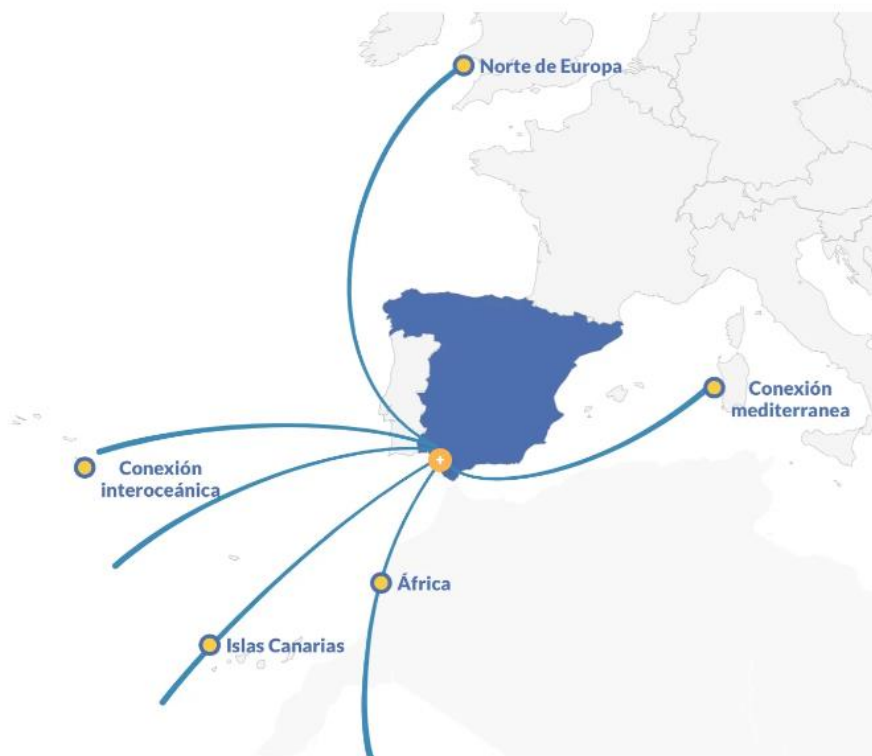 Norte de Europa
Conexión
mediterranea
Conexión
interoceánica
África
Islas Canarias